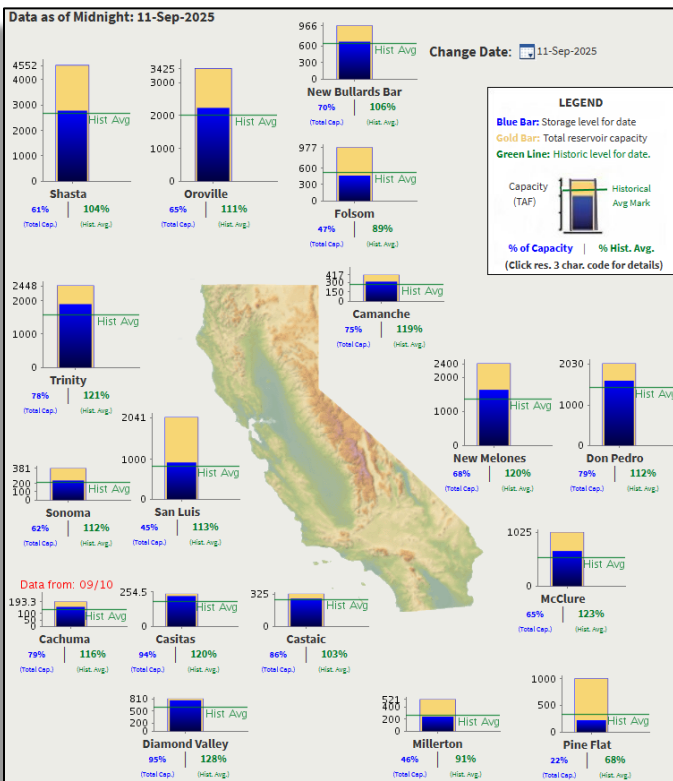 Data as of Midnight: 11-Sep-2025
Change Date: 11-Sep-2025
4552
4000
3000
2000
1000
0
Hist Avg
Shasta
61% | 104%
(Total Cap.) (Hist. Avg.)
3425
3000
2000
1000
0
Hist Avg
Oroville
65% | 111%
(Total Cap.) (Hist. Avg.)
966
600
300
0
Hist Avg
New Bullards Bar
70% | 106%
(Total Cap.) (Hist. Avg.)
977
600
300
0
Hist Avg
Folsom
47% | 89%
(Total Cap.) (Hist. Avg.)
LEGEND
Blue Bar: Storage level for date
Gold Bar: Total reservoir capacity
Green Line: Historic level for date.
Capacity
(TAF)
Historical
Avg Mark
% of Capacity | % Hist. Avg.
(Click res. 3 char. code for details)
2448
2000
1000
0
Hist Avg
Trinity
78% | 121%
(Total Cap.) (Hist. Avg.)
417
300
150
0
Hist Avg
Camanche
75% | 119%
(Total Cap.) (Hist. Avg.)
2400
2000
1000
0
Hist Avg
New Melones
68% | 120%
(Total Cap.) (Hist. Avg.)
2030
1000
0
Hist Avg
Don Pedro
79% | 112%
(Total Cap.) (Hist. Avg.)
381
200
100
0
Hist Avg
Sonoma
62% | 112%
(Total Cap.) (Hist. Avg.)
2041
1000
0
Hist Avg
San Luis
45% | 113%
(Total Cap.) (Hist. Avg.)
1025
500
0
Hist Avg
McClure
65% | 123%
(Total Cap.) (Hist. Avg.)
Data from: 09/10
193.3
100
50
0
Hist Avg
Cachuma
79% | 116%
(Total Cap.) (Hist. Avg.)
254.5
0
Hist Avg
Casitas
94% | 120%
(Total Cap.) (Hist. Avg.)
325
0
Hist Avg
Castaic
86% | 103%
(Total Cap.) (Hist. Avg.)
810
500
200
0
Hist Avg
Diamond Valley
95% | 128%
(Total Cap.) (Hist. Avg.)
521
400
200
0
Hist Avg
Millerton
46% | 91%
(Total Cap.) (Hist. Avg.)
1000
500
0
Hist Avg
Pine Flat
22% | 68%
(Total Cap.) (Hist. Avg.)